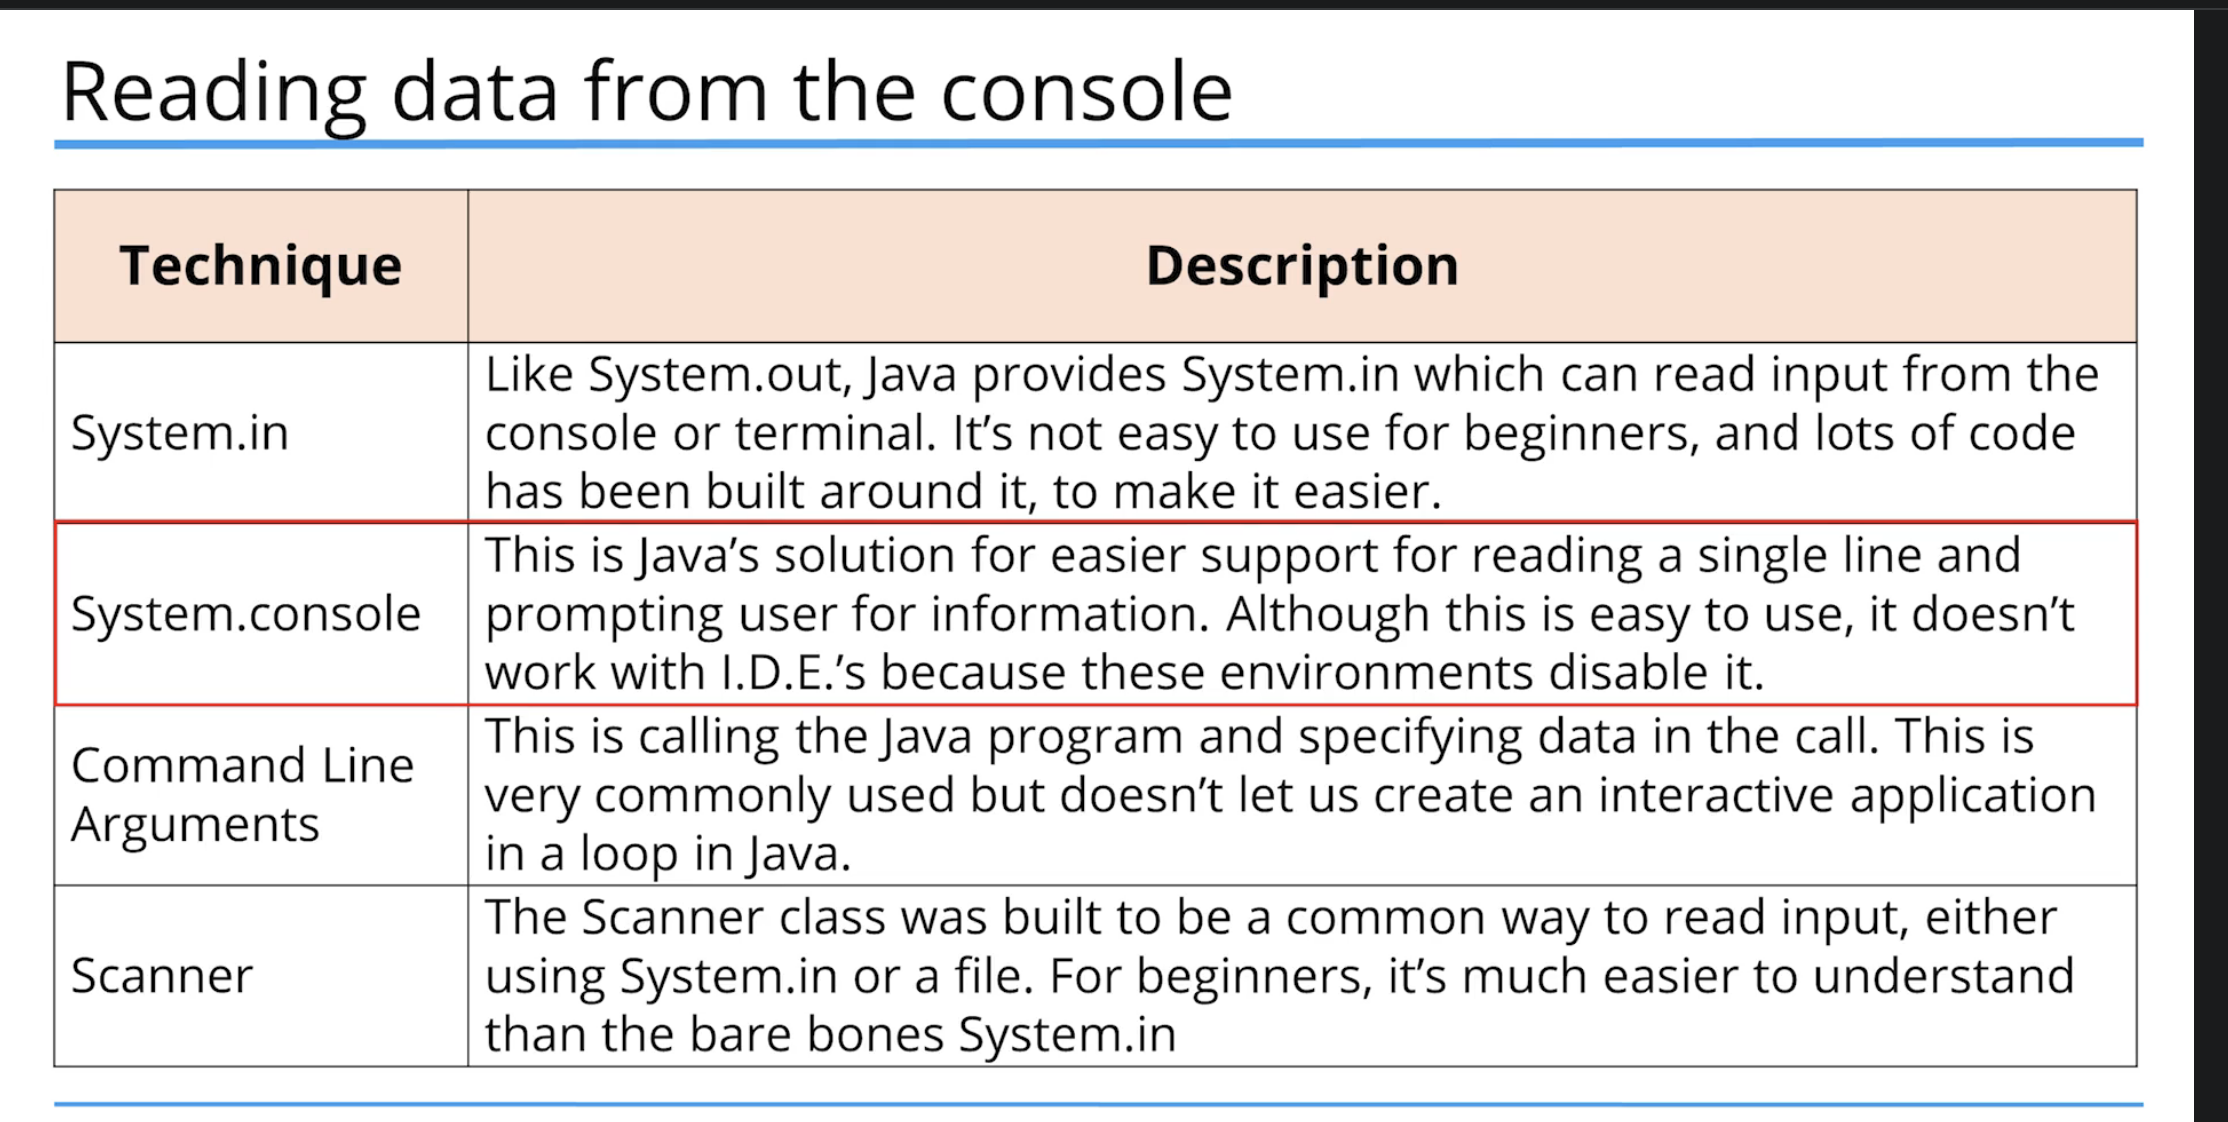 Reading data from the console
Technique
Description
System.in
Like System.out, Java provides System.in which can read input from the
console or terminal. It’s not easy to use for beginners, and lots of code
has been built around it, to make it easier.
System.console
This is Java’s solution for easier support for reading a single line and
prompting user for information. Although this is easy to use, it doesn’t
work with I.D.E.’s because these environments disable it.
Command Line
Arguments
This is calling the Java program and specifying data in the call. This is
very commonly used but doesn’t let us create an interactive application
in a loop in Java.
Scanner
The Scanner class was built to be a common way to read input, either
using System.in or a file. For beginners, it’s much easier to understand
than the bare bones System.in